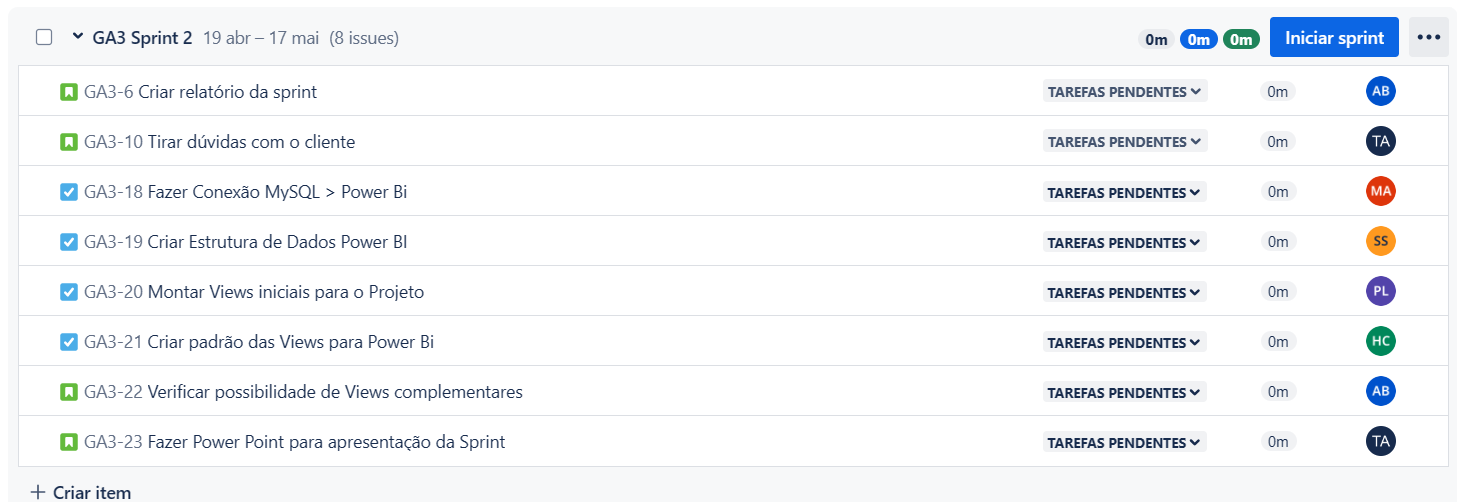 GA3 Sprint 2 19 abr – 17 mai (8 issues) 0m 0m 0m Iniciar sprint
GA3-6 Criar relatório da sprint TAREFAS PENDENTES 0m AB
GA3-10 Tirar dúvidas com o cliente TAREFAS PENDENTES 0m TA
GA3-18 Fazer Conexão MySQL > Power Bi TAREFAS PENDENTES 0m MA
GA3-19 Criar Estrutura de Dados Power BI TAREFAS PENDENTES 0m SS
GA3-20 Montar Views iniciais para o Projeto TAREFAS PENDENTES 0m PL
GA3-21 Criar padrão das Views para Power Bi TAREFAS PENDENTES 0m HC
GA3-22 Verificar possibilidade de Views complementares TAREFAS PENDENTES 0m AB
GA3-23 Fazer Power Point para apresentação da Sprint TAREFAS PENDENTES 0m TA
+ Criar item